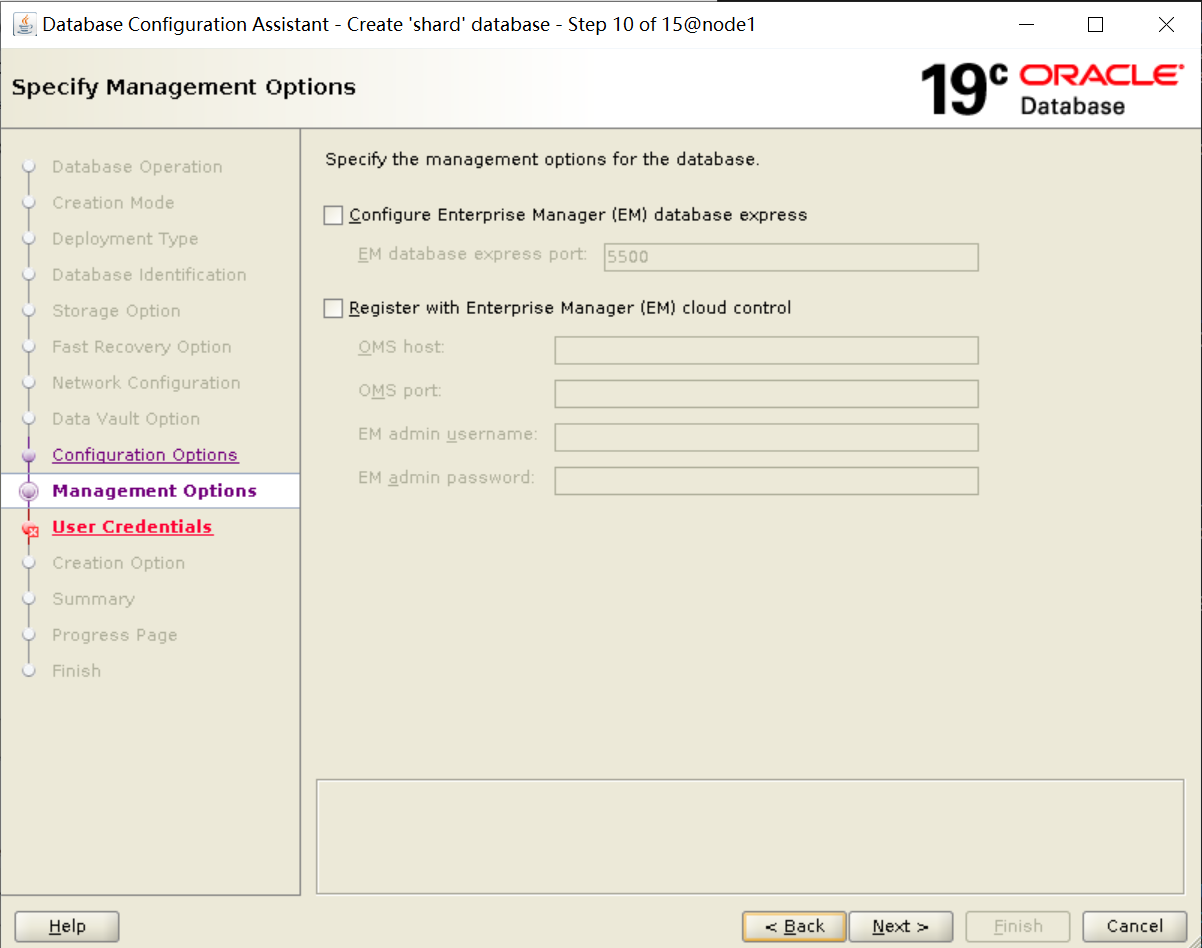 Database Configuration Assistant - Create 'shard' database - Step 10 of 15@node1
Specify Management Options
19c ORACLE
Database
Database Operation
Creation Mode
Deployment Type
Database Identification
Storage Option
Fast Recovery Option
Network Configuration
Data Vault Option
Configuration Options
Management Options
User Credentials
Creation Option
Summary
Progress Page
Finish
Specify the management options for the database.
Configure Enterprise Manager (EM) database express
EM database express port: 5500
Register with Enterprise Manager (EM) cloud control
OMS host:
OMS port:
EM admin username:
EM admin password:
Help
< Back
Next >
Finish
Cancel